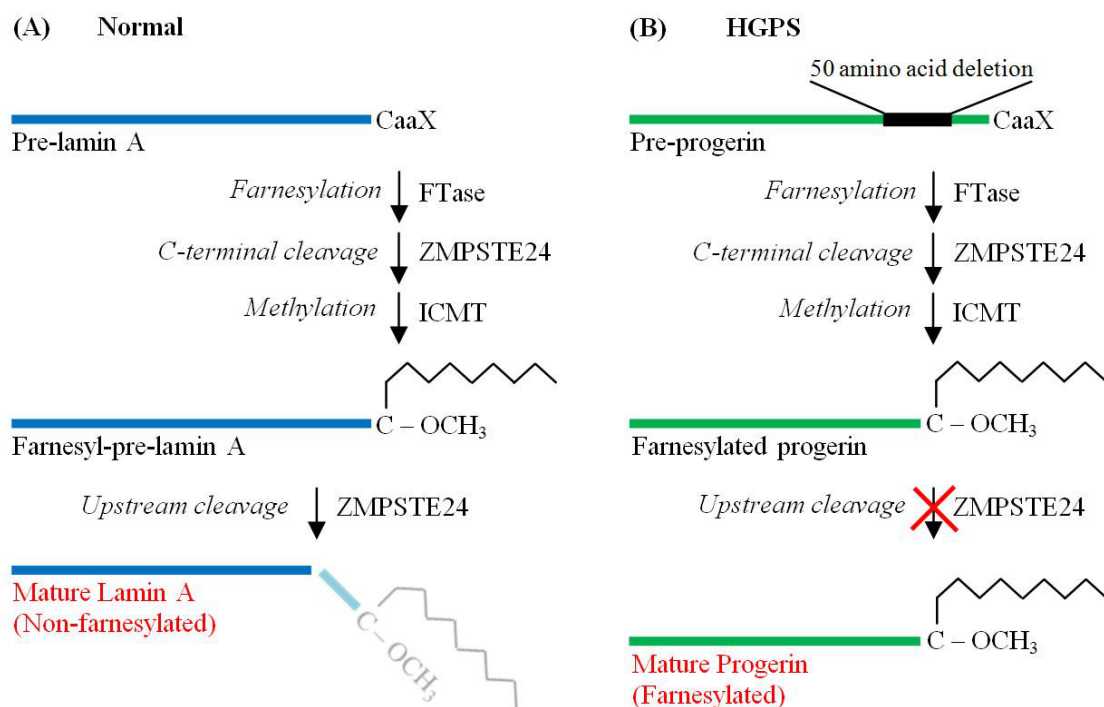 (A) Normal
Pre-lamin A
CaaX
Farnesylation
FTase
C-terminal cleavage
ZMPSTE24
Methylation
ICMT
C – OCH₃
Farnesyl-pre-lamin A
Upstream cleavage
ZMPSTE24
Mature Lamin A
(Non-farnesylated)
C – OCH₃
(B) HGPS
50 amino acid deletion
CaaX
Pre-progerin
Farnesylation
FTase
C-terminal cleavage
ZMPSTE24
Methylation
ICMT
C – OCH₃
Farnesylated progerin
Upstream cleavage
ZMPSTE24
C – OCH₃
Mature Progerin
(Farnesylated)